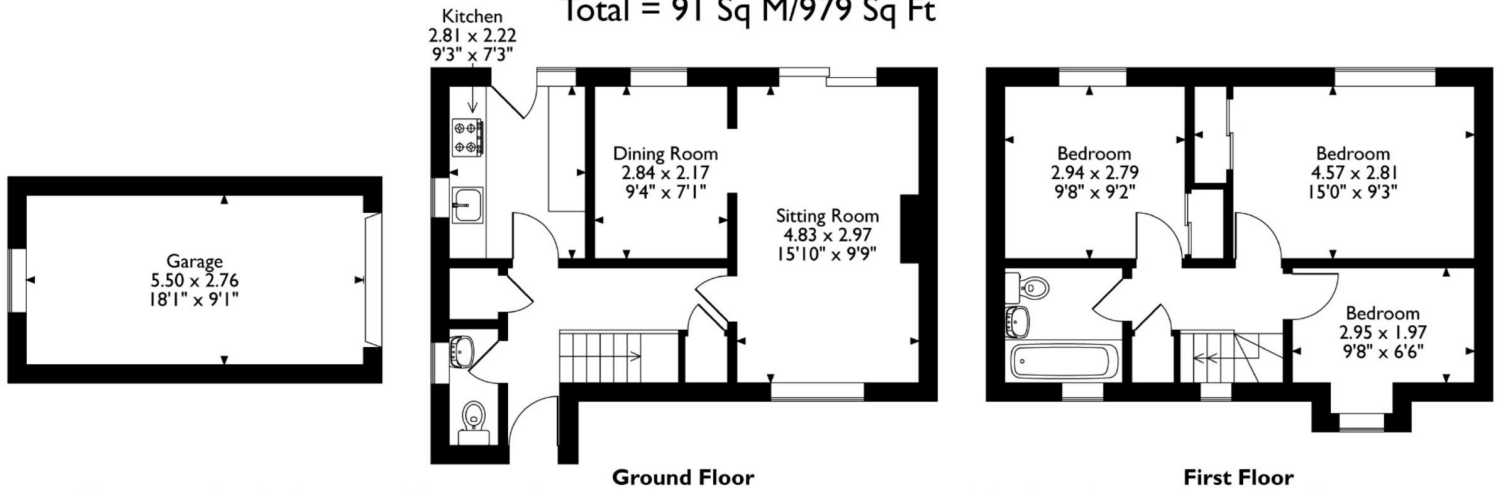 Total = 91 Sq M/979 Sq Ft
Kitchen
2.81 x 2.22
9'3" x 7'3"
Dining Room
2.84 x 2.17
9'4" x 7'1"
Sitting Room
4.83 x 2.97
15'10" x 9'9"
Garage
5.50 x 2.76
18'1" x 9'1"
Bedroom
2.94 x 2.79
9'8" x 9'2"
Bedroom
4.57 x 2.81
15'0" x 9'3"
Bedroom
2.95 x 1.97
9'8" x 6'6"
Ground Floor
First Floor